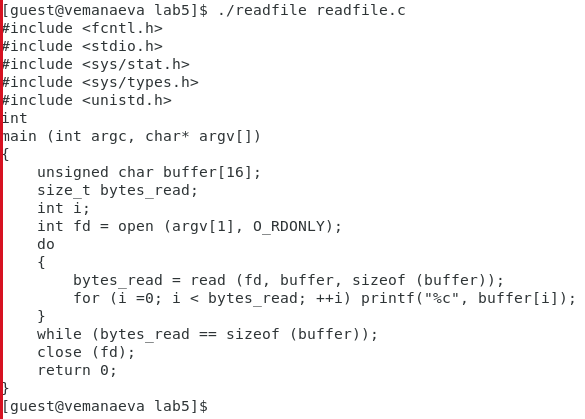 [guest@vemanaeva lab5]$ ./readfile readfile.c
#include <fcntl.h>
#include <stdio.h>
#include <sys/stat.h>
#include <sys/types.h>
#include <unistd.h>
int
main (int argc, char* argv[])
{
    unsigned char buffer[16];
    size_t bytes_read;
    int i;
    int fd = open (argv[1], O_RDONLY);
    do
    {
        bytes_read = read (fd, buffer, sizeof (buffer));
        for (i =0; i < bytes_read; ++i) printf("%c", buffer[i]);
    }
    while (bytes_read == sizeof (buffer));
    close (fd);
    return 0;
}
[guest@vemanaeva lab5]$